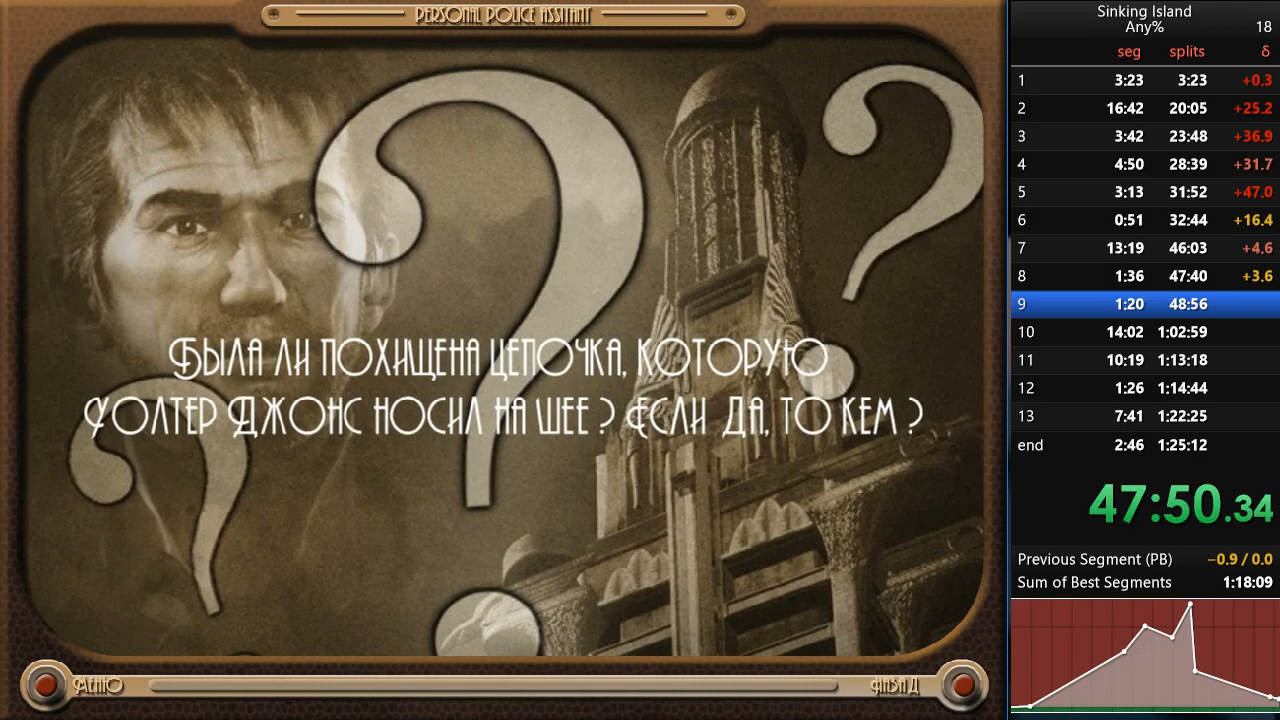 PERSONAL POLICE ASSITANT
Была ли похищена цепочка, которую
Уолтер Джонс носил на шее ? Если да, то кем ?
Меню
Назад
Sinking Island
Any%
18
seg splits δ
1 3:23 3:23 +0.3
2 16:42 20:05 +25.2
3 3:42 23:48 +36.9
4 4:50 28:39 +31.7
5 3:13 31:52 +47.0
6 0:51 32:44 +16.4
7 13:19 46:03 +4.6
8 1:36 47:40 +3.6
9 1:20 48:56
10 14:02 1:02:59
11 10:19 1:13:18
12 1:26 1:14:44
13 7:41 1:22:25
end 2:46 1:25:12
47:50.34
Previous Segment (PB) −0.9 / 0.0
Sum of Best Segments 1:18:09